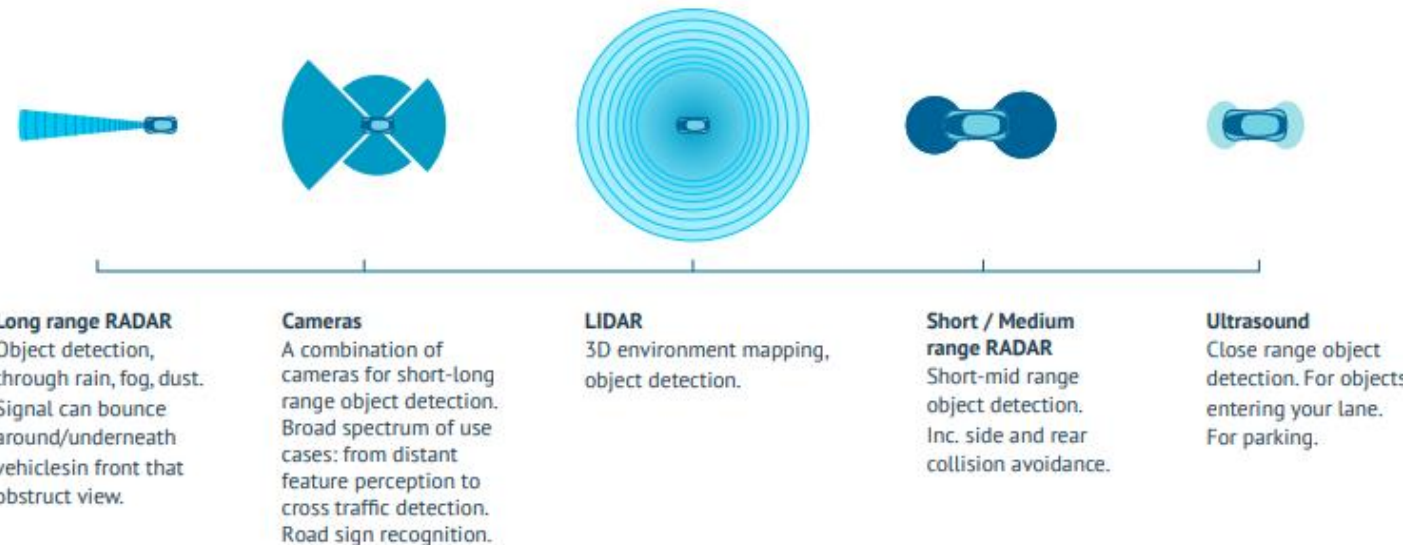 Long range RADAR
Object detection,
through rain, fog, dust.
Signal can bounce
around/underneath
vehiclesin front that
obstruct view.
Cameras
A combination of
cameras for short-long
range object detection.
Broad spectrum of use
cases: from distant
feature perception to
cross traffic detection.
Road sign recognition.
LIDAR
3D environment mapping,
object detection.
Short / Medium
range RADAR
Short-mid range
object detection.
Inc. side and rear
collision avoidance.
Ultrasound
Close range object
detection. For objects
entering your lane.
For parking.